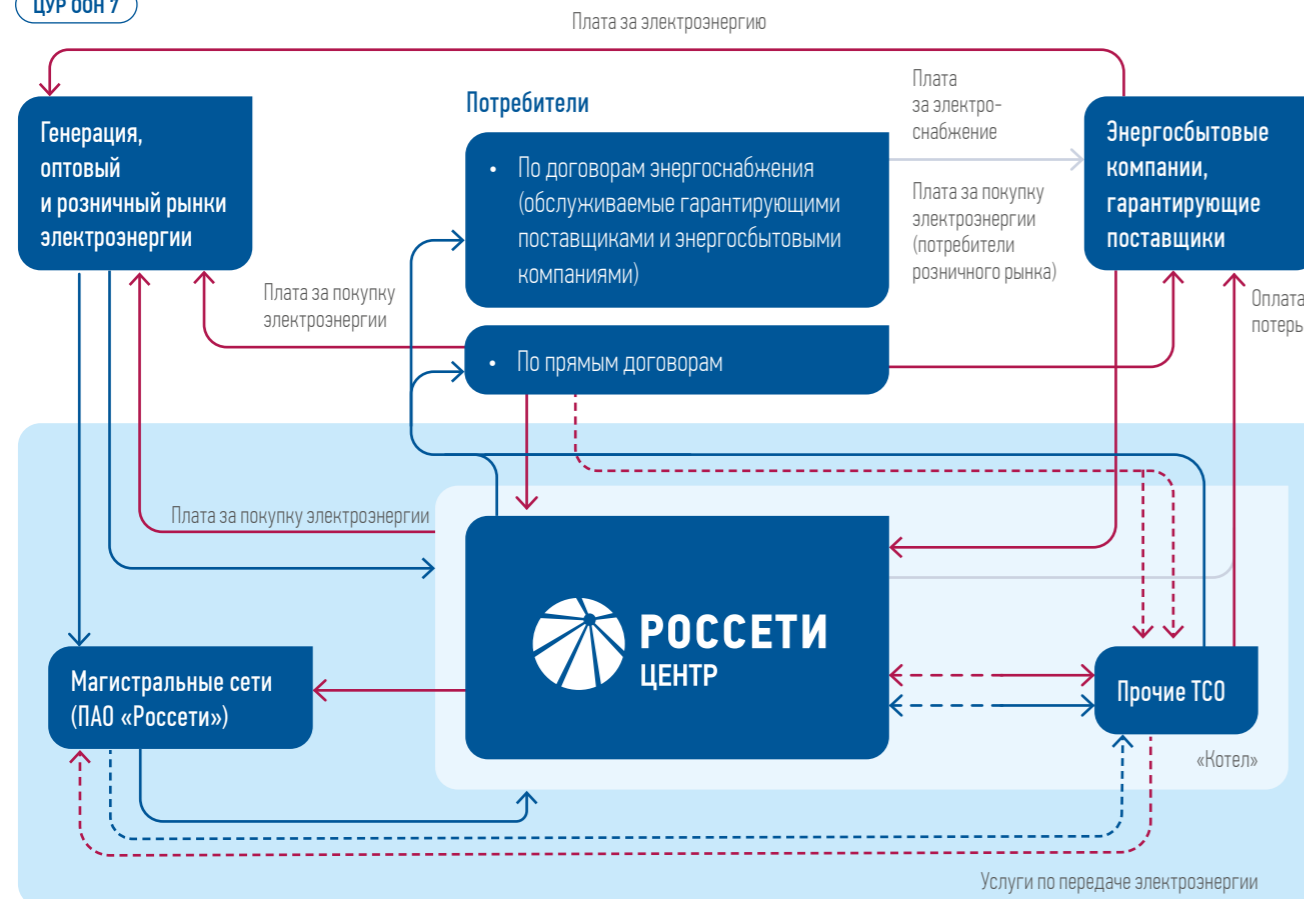 ЦУР ООН 7
Плата за электроэнергию
Генерация,
оптовый
и розничный рынки
электроэнергии
Потребители
• По договорам энергоснабжения
(обслуживаемые гарантирующими
поставщиками и энергосбытовыми
компаниями)
Плата
за электро-
снабжение
Плата за покупку
электроэнергии
(потребители
розничного рынка)
Энергосбытовые
компании,
гарантирующие
поставщики
Плата за покупку
электроэнергии
Оплата
потерь
• По прямым договорам
Плата за покупку электроэнергии
РОССЕТИ
ЦЕНТР
Магистральные сети
(ПАО «Россети»)
Прочие ТСО
«Котел»
Услуги по передаче электроэнергии